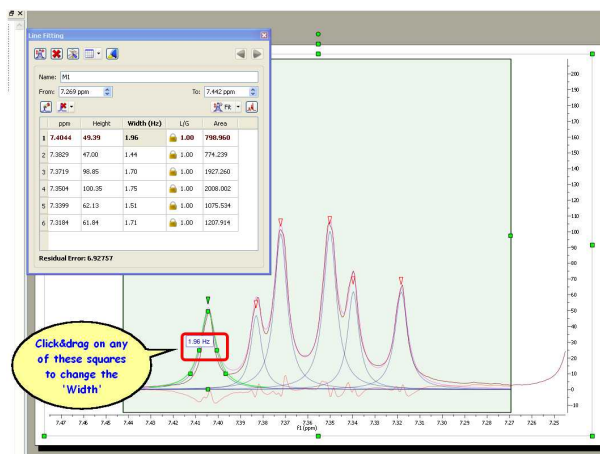 Line Fitting
Name: M1
From: 7.269 ppm To: 7.442 ppm
Fit
ppm Height Width (Hz) L/G Area
1 7.4044 49.39 1.96 1.00 798.960
2 7.3829 47.00 1.44 1.00 774.239
3 7.3719 98.85 1.70 1.00 1927.260
4 7.3504 100.35 1.75 1.00 2008.002
5 7.3399 62.13 1.51 1.00 1075.534
6 7.3184 61.84 1.71 1.00 1207.914
Residual Error: 6.92757
200
190
180
170
160
150
140
130
120
110
100
90
80
70
60
50
40
30
20
10
0
-10
1.96 Hz
Click&drag on any
of these squares
to change the
'Width'
7.47 7.46 7.45 7.44 7.43 7.42 7.41 7.40 7.39 7.38 7.37 7.36 7.35 7.34 7.33 7.32 7.31 7.30 7.29 7.28 7.27 7.26 7.25
f1 (ppm)